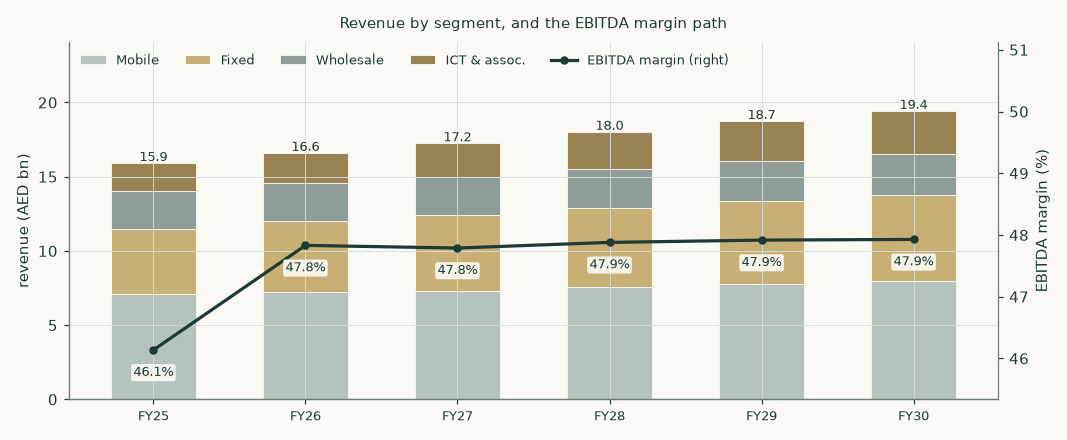 Revenue by segment, and the EBITDA margin path
Mobile Fixed Wholesale ICT & assoc. EBITDA margin (right)
revenue (AED bn)
20
15
10
5
0
15.9 16.6 17.2 18.0 18.7 19.4
46.1% 47.8% 47.8% 47.9% 47.9% 47.9%
FY25 FY26 FY27 FY28 FY29 FY30
51
50
49
48
47
46
EBITDA margin (%)